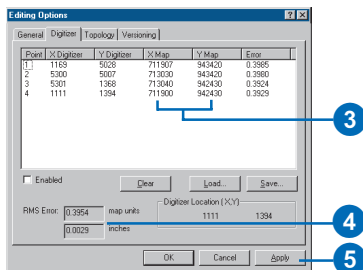 Editing Options
General Digitizer Topology Versioning
Point X Digitizer Y Digitizer X Map Y Map Error
1 1169 5028 711907 943420 0.3985
2 5300 5007 713030 943420 0.3980
3 5301 1368 713040 942430 0.3924
4 1111 1394 711900 942430 0.3929
3
Enabled Clear Load... Save...
RMS Error: 0.3954 map units
0.0029 inches
Digitizer Location (X,Y)
1111 1394
4
OK Cancel Apply
5